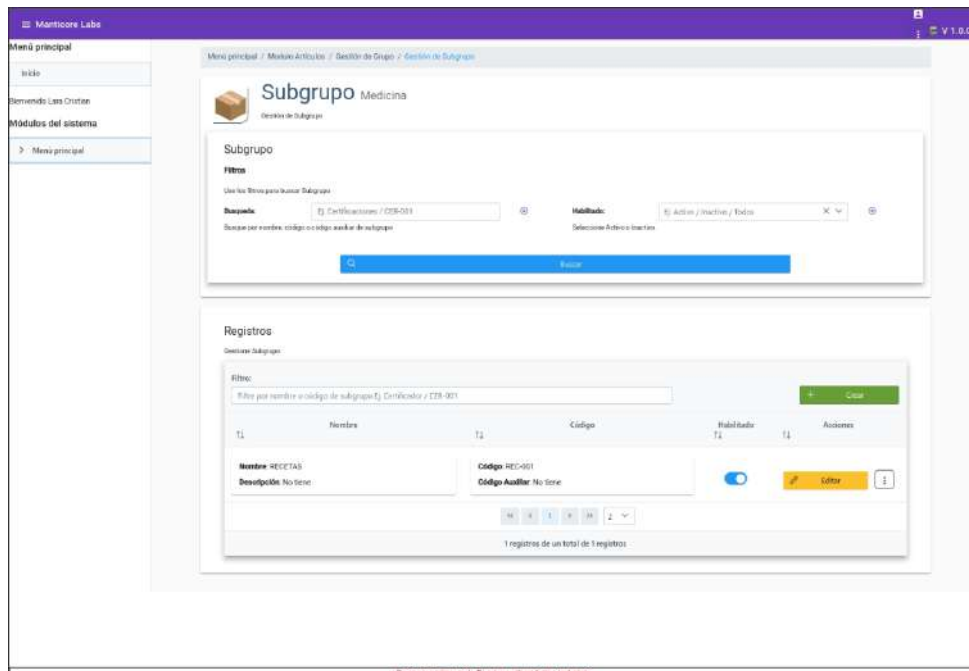 Manticore Labs
V 1.0.0
Menú principal
Inicio
Bienvenido Lara Cristian
Módulos del sistema
Menú principal
Menú principal / Modulo Artículos / Gestión de Grupo / Gestión de Subgrupo
Subgrupo Medicina
Gestión de Subgrupo
Subgrupo
Filtros
Use los filtros para buscar Subgrupo
Busqueda:
Ej. Certificaciones / CER-001
Habilitado:
Ej. Activo / Inactivo / Todos
Busque por nombre, código o código auxiliar de subgrupo
Seleccione Activo o Inactivo
Buscar
Registros
Gestione Subgrupo
Filtro:
Filtre por nombre o código de subgrupo Ej. Certificador / CER-001
Crear
Nombre
Código
Habilitado
Acciones
Nombre: RECETAS
Descripción: No tiene
Código: REC-001
Código Auxiliar: No tiene
Editar
1
2
1 registros de un total de 1 registros